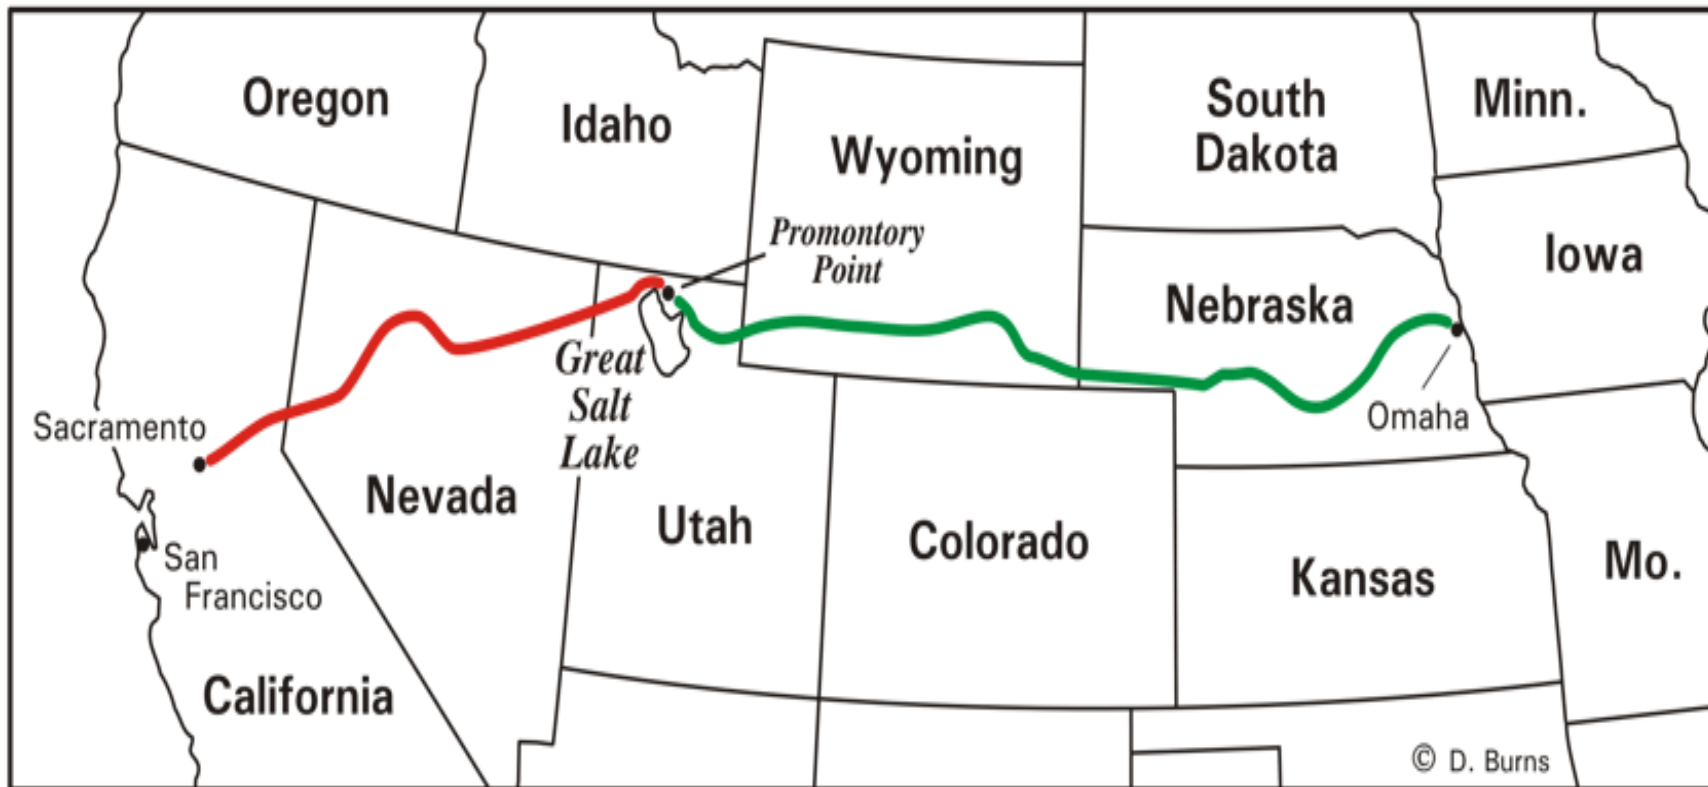 Oregon
Idaho
Wyoming
South
Dakota
Minn.
Iowa
Promontory
Point
Nebraska
Great
Salt
Lake
Omaha
Sacramento
Nevada
Utah
Colorado
Kansas
Mo.
San
Francisco
California
© D. Burns